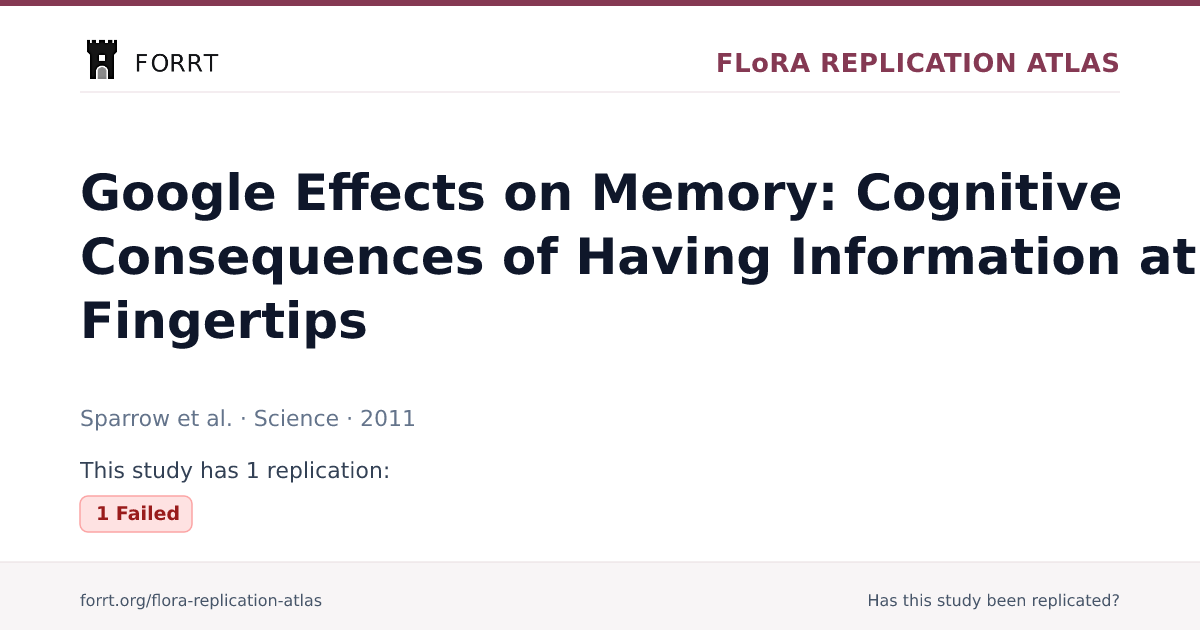 FORRT
FLoRA REPLICATION ATLAS
Google Effects on Memory: Cognitive
Consequences of Having Information at
Fingertips
Sparrow et al. · Science · 2011
This study has 1 replication:
1 Failed
forrt.org/flora-replication-atlas
Has this study been replicated?